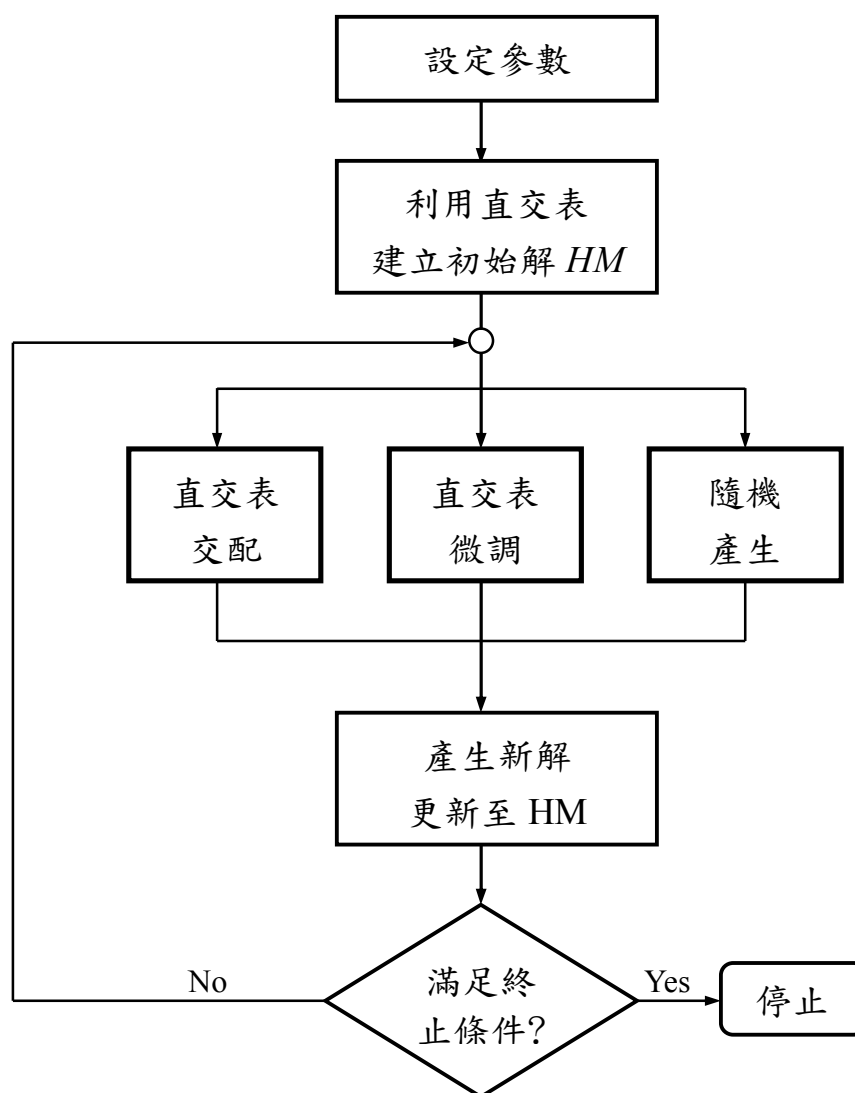 設定參數
利用直交表
建立初始解 HM
直交表
交配
直交表
微調
隨機
產生
產生新解
更新至 HM
No
滿足終
止條件?
Yes
停止